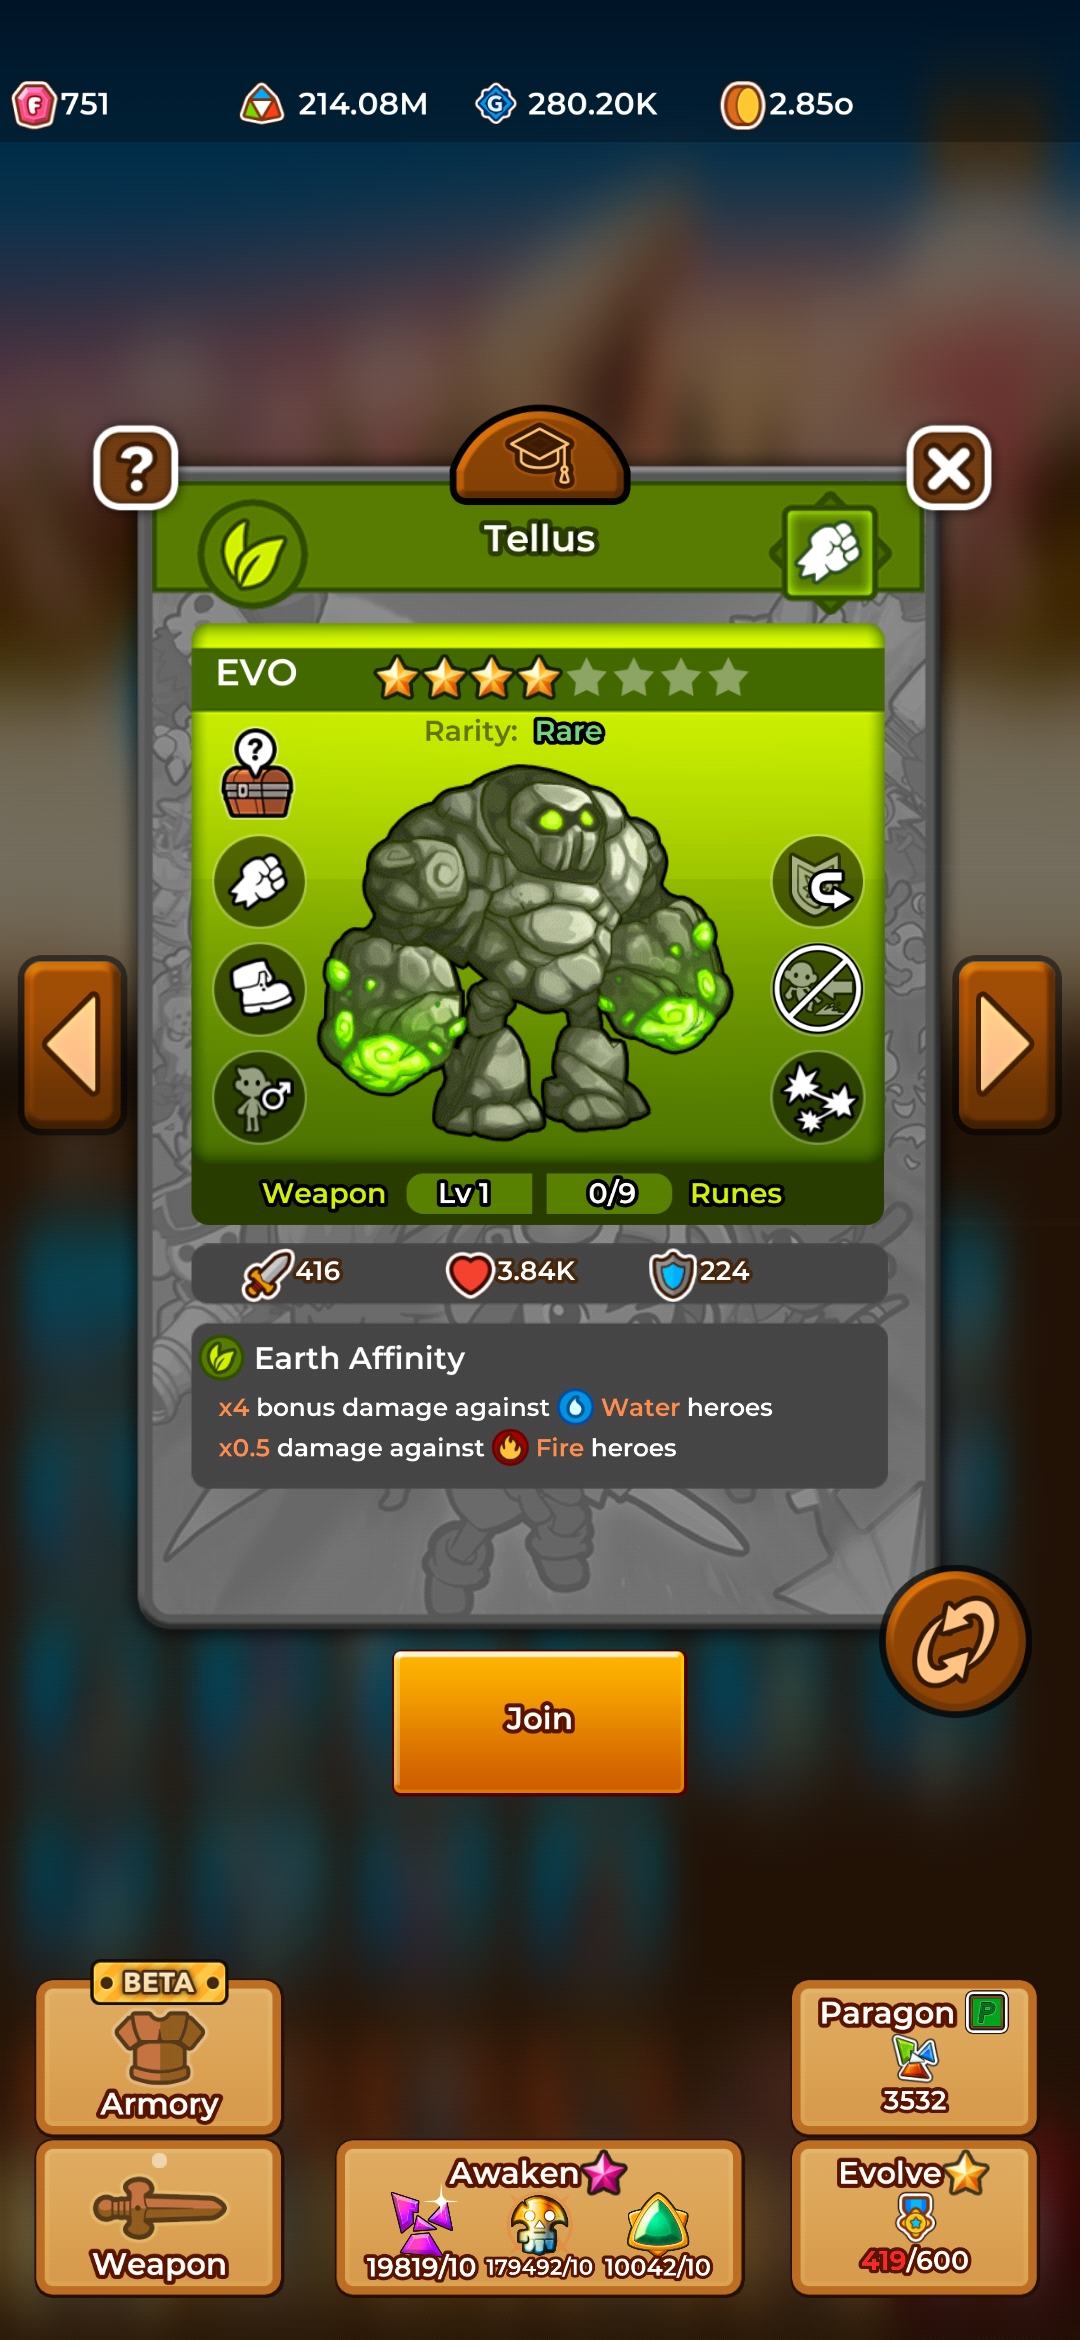 751 214.08M G 280.20K 2.85o
?
Tellus
EVO
Rarity: Rare
?
Weapon Lv 1 0/9 Runes
416 3.84K 224
Earth Affinity
x4 bonus damage against Water heroes
x0.5 damage against Fire heroes
Join
BETA
Armory
Paragon P
3532
Weapon
Awaken
19819/10 179492/10 10042/10
Evolve
419/600